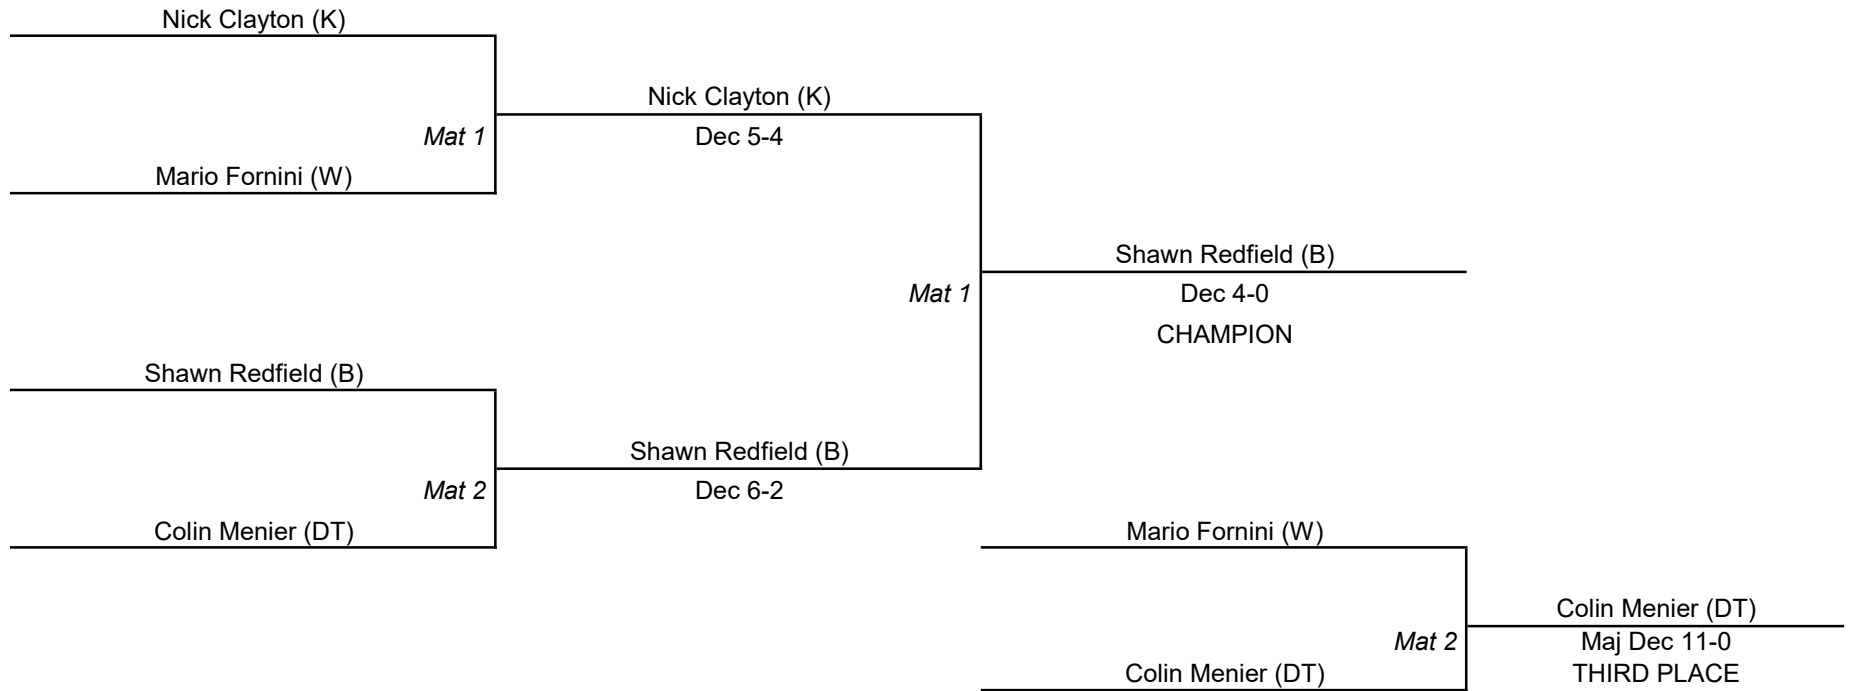 Nick Clayton (K)
Nick Clayton (K)
Mat 1
Dec 5-4
Mario Fornini (W)
Shawn Redfield (B)
Mat 1
Dec 4-0
CHAMPION
Shawn Redfield (B)
Shawn Redfield (B)
Mat 2
Dec 6-2
Colin Menier (DT)
Mario Fornini (W)
Colin Menier (DT)
Mat 2
Maj Dec 11-0
Colin Menier (DT)
THIRD PLACE